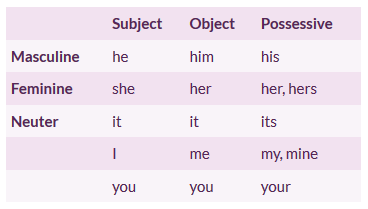 Subject Object Possessive
Masculine he him his
Feminine she her her, hers
Neuter it it its
I me my, mine
you you your